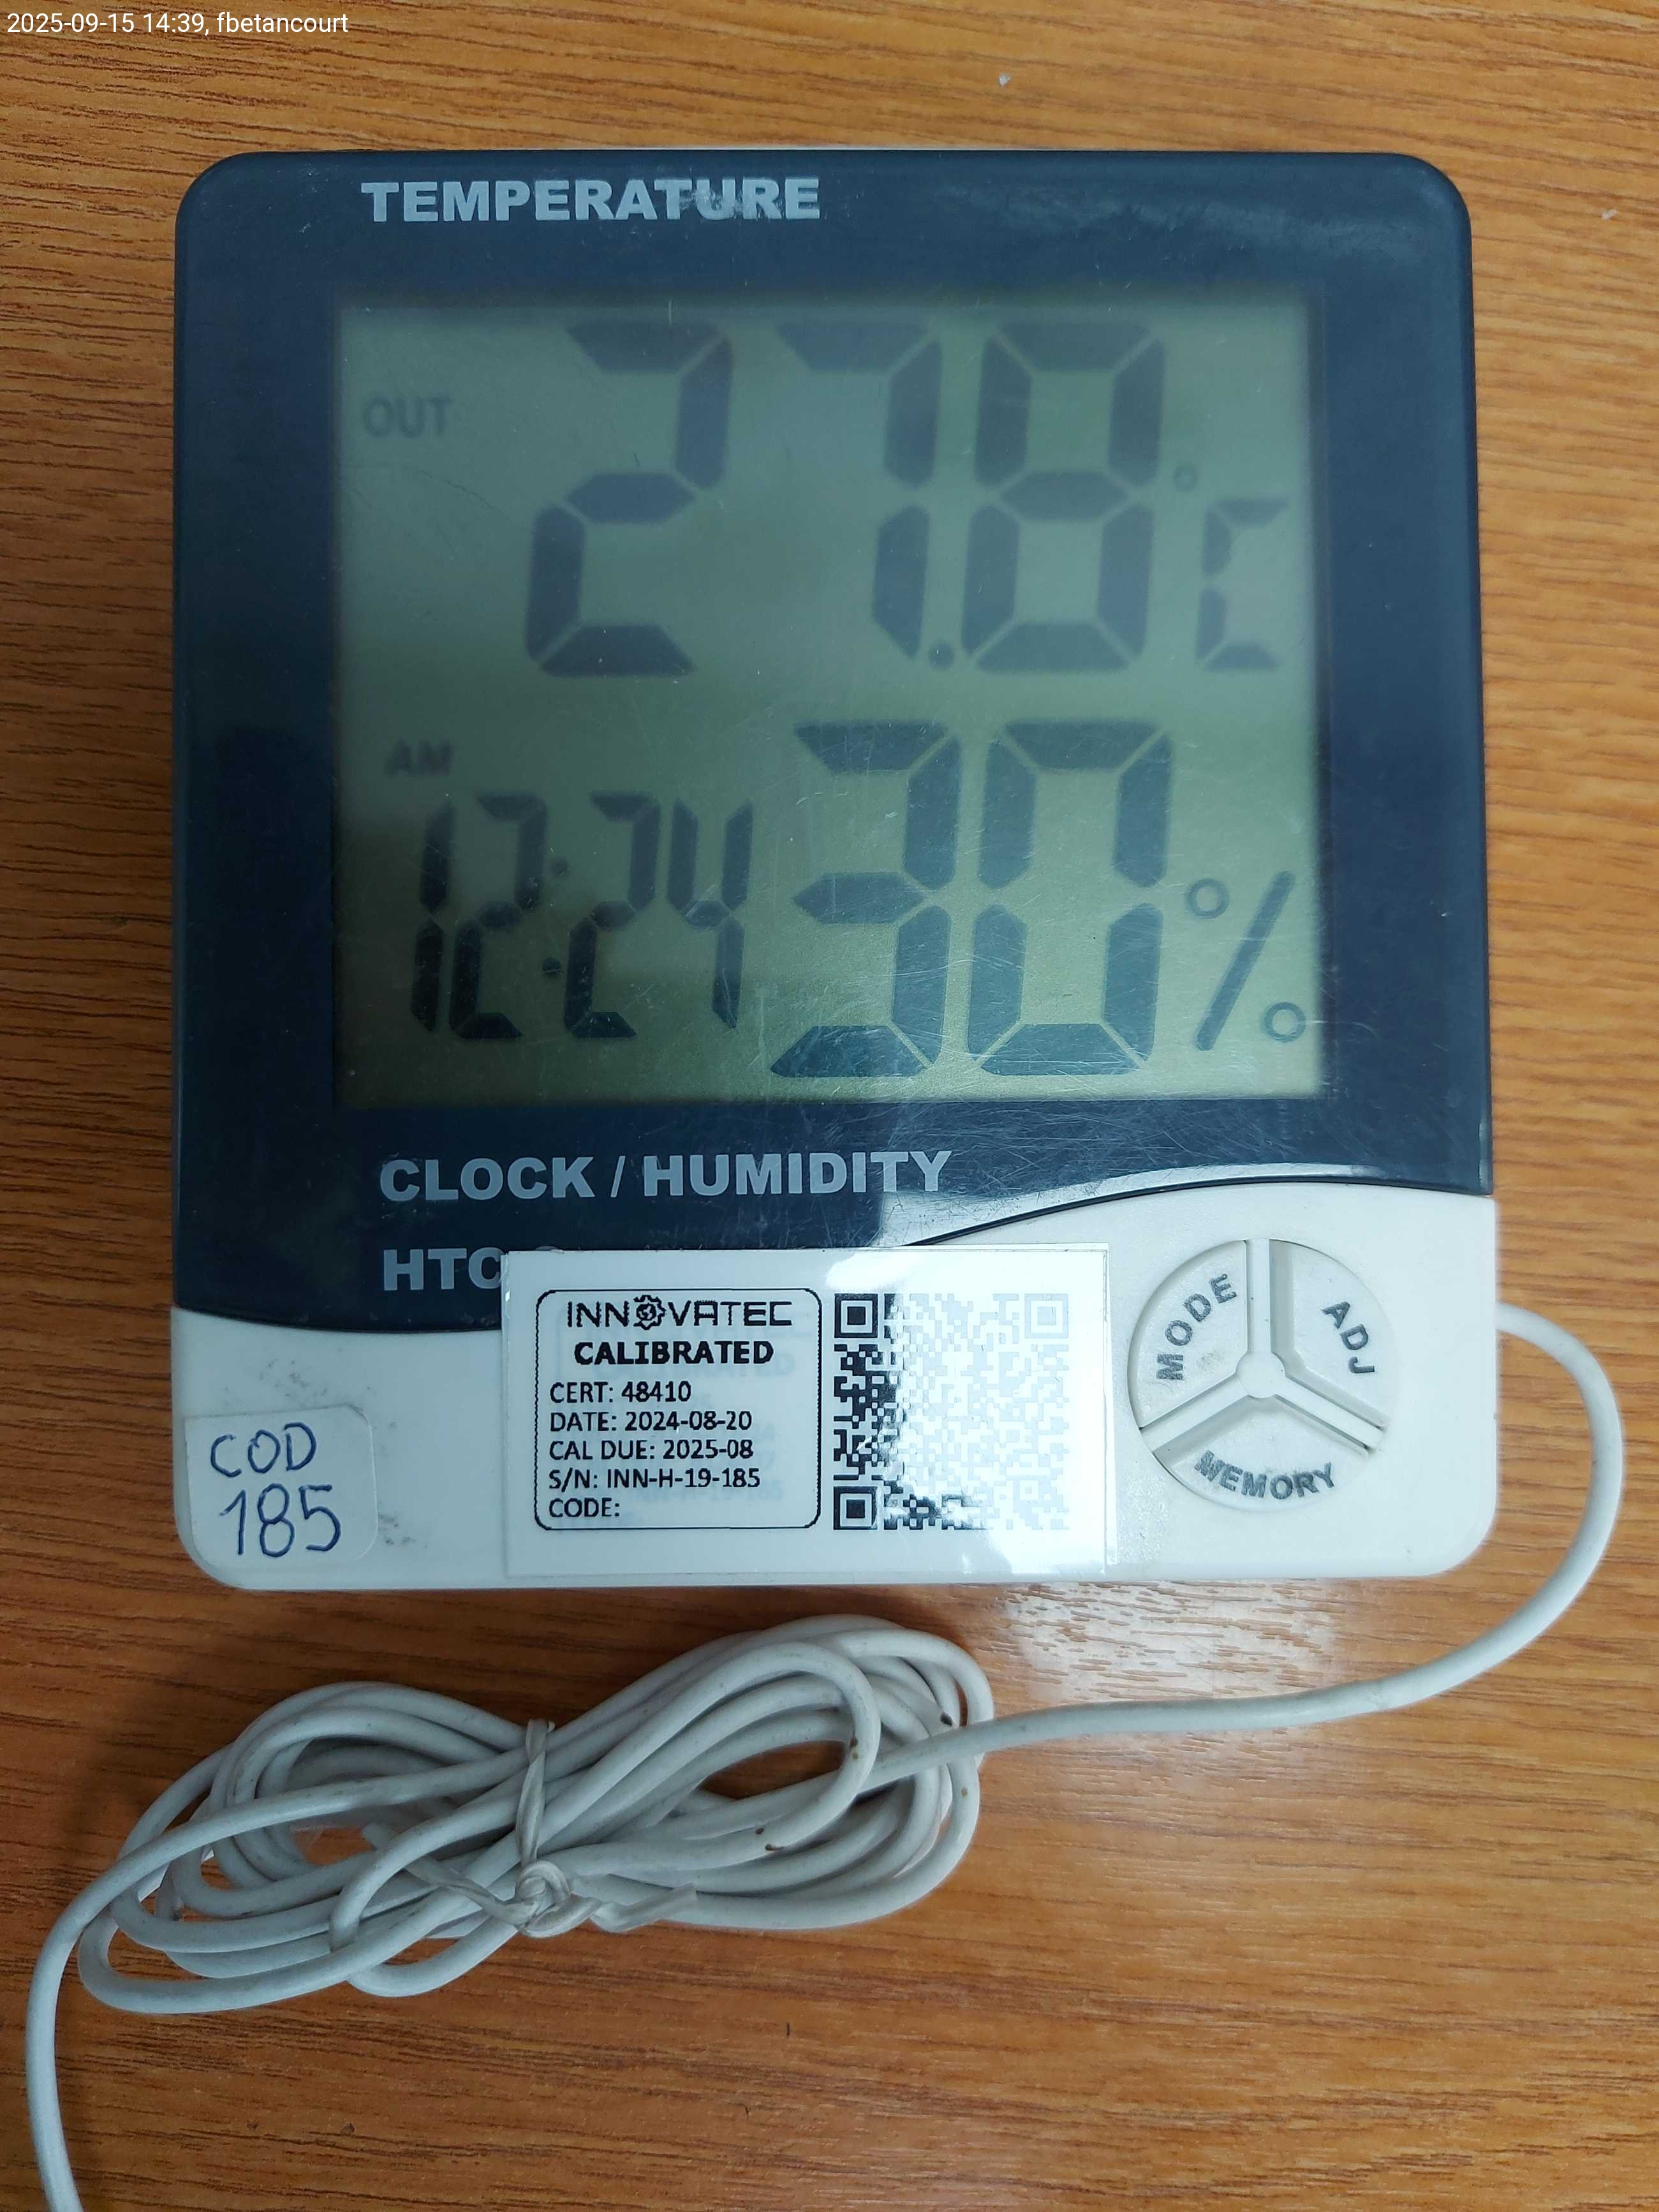 2025-09-15 14:39, fbetancourt
TEMPERATURE
OUT
27.8 °C
AM
12:24 30 %
CLOCK / HUMIDITY
HTC
INNOVATEC
CALIBRATED
CERT: 48410
DATE: 2024-08-20
CAL DUE: 2025-08
S/N: INN-H-19-185
CODE:
MODE
ADJ
MEMORY
COD
185